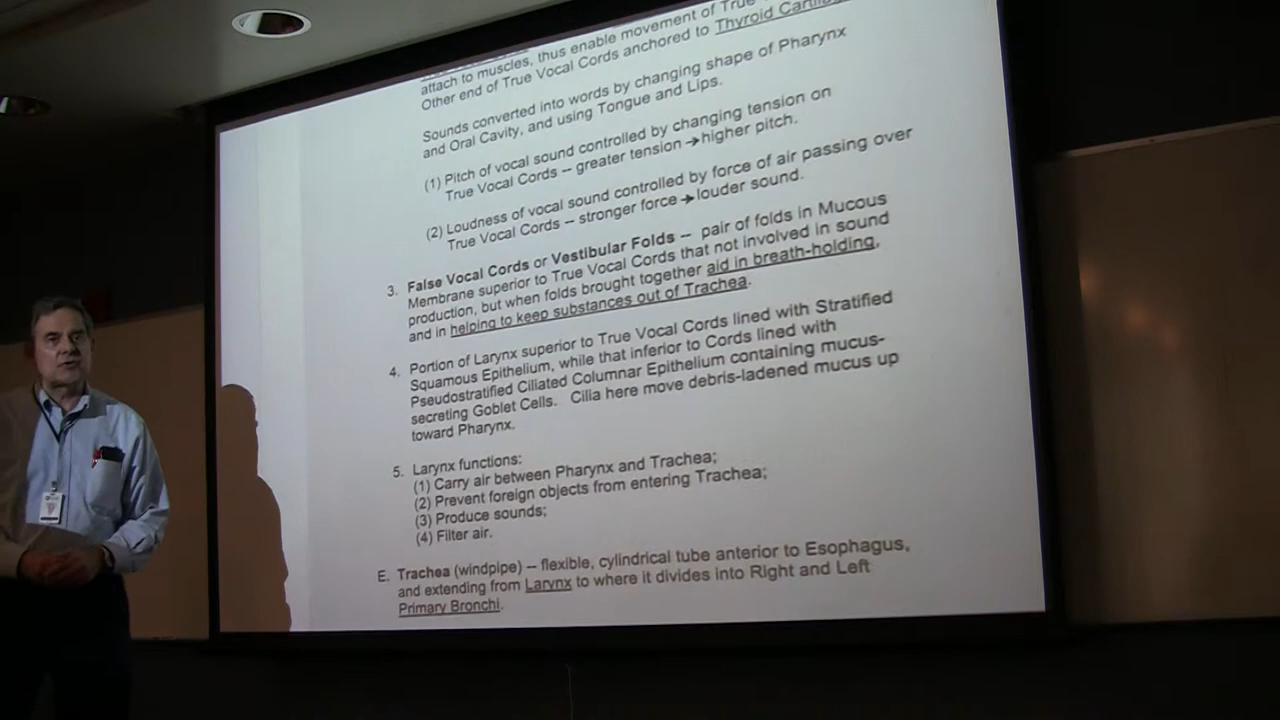 attach to muscles, thus enable movement of True
Other end of True Vocal Cords anchored to Thyroid
Sounds converted into words by changing shape of Pharynx
and Oral Cavity, and using Tongue and Lips.
(1) Pitch of vocal sound controlled by changing tension on
True Vocal Cords -- greater tension → higher pitch.
(2) Loudness of vocal sound controlled by force of air passing over
True Vocal Cords -- stronger force → louder sound.
3. False Vocal Cords or Vestibular Folds -- pair of folds in Mucous
Membrane superior to True Vocal Cords that not involved in sound
production, but when folds brought together aid in breath-holding,
and in helping to keep substances out of Trachea.
4. Portion of Larynx superior to True Vocal Cords lined with Stratified
Squamous Epithelium, while that inferior to Cords lined with
Pseudostratified Ciliated Columnar Epithelium containing mucus-
secreting Goblet Cells. Cilia here move debris-ladened mucus up
toward Pharynx.
5. Larynx functions:
(1) Carry air between Pharynx and Trachea;
(2) Prevent foreign objects from entering Trachea;
(3) Produce sounds;
(4) Filter air.
E. Trachea (windpipe) -- flexible, cylindrical tube anterior to Esophagus,
and extending from Larynx to where it divides into Right and Left
Primary Bronchi.